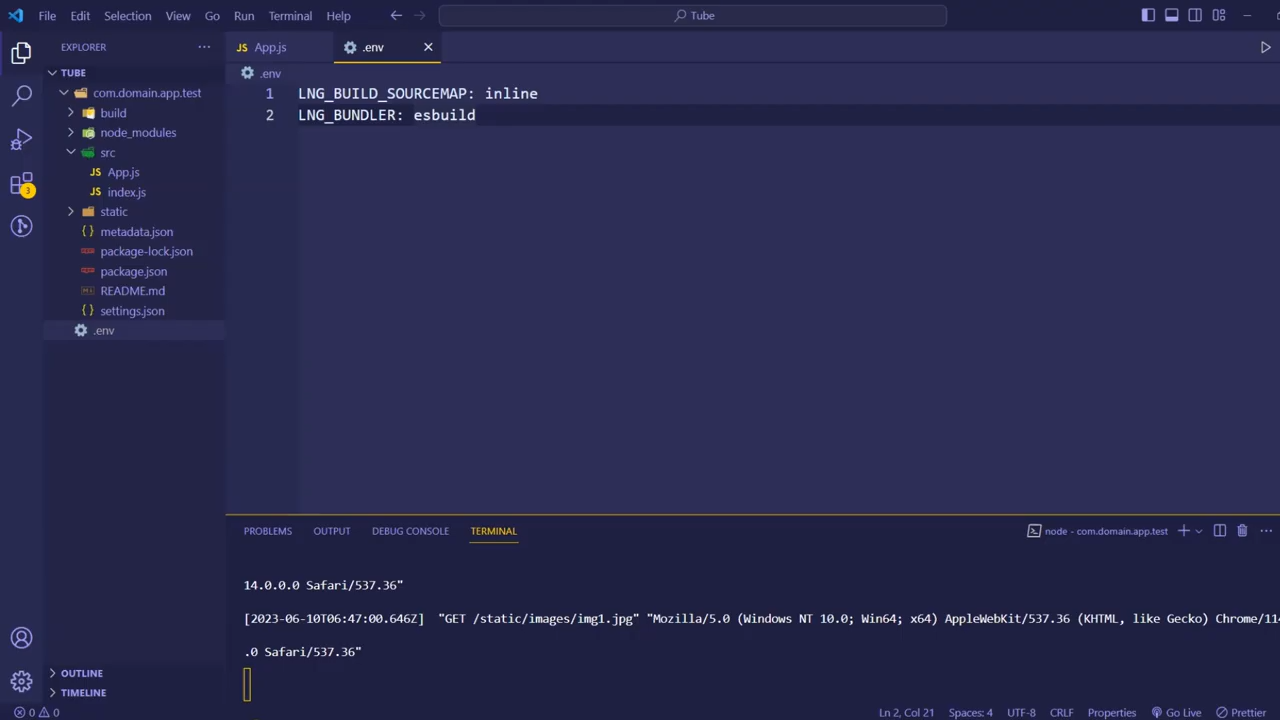 File Edit Selection View Go Run Terminal Help
Tube
EXPLORER
App.js
.env
TUBE
.env
com.domain.app.test
build
node_modules
src
App.js
index.js
static
metadata.json
package-lock.json
package.json
README.md
settings.json
.env
1 LNG_BUILD_SOURCEMAP: inline
2 LNG_BUNDLER: esbuild
3
PROBLEMS OUTPUT DEBUG CONSOLE TERMINAL
node - com.domain.app.test
14.0.0.0 Safari/537.36"
[2023-06-10T06:47:00.646Z] "GET /static/images/img1.jpg" "Mozilla/5.0 (Windows NT 10.0; Win64; x64) AppleWebKit/537.36 (KHTML, like Gecko) Chrome/114
.0 Safari/537.36"
OUTLINE
TIMELINE
0 0
Ln 2, Col 21 Spaces: 4 UTF-8 CRLF Properties Go Live Prettier